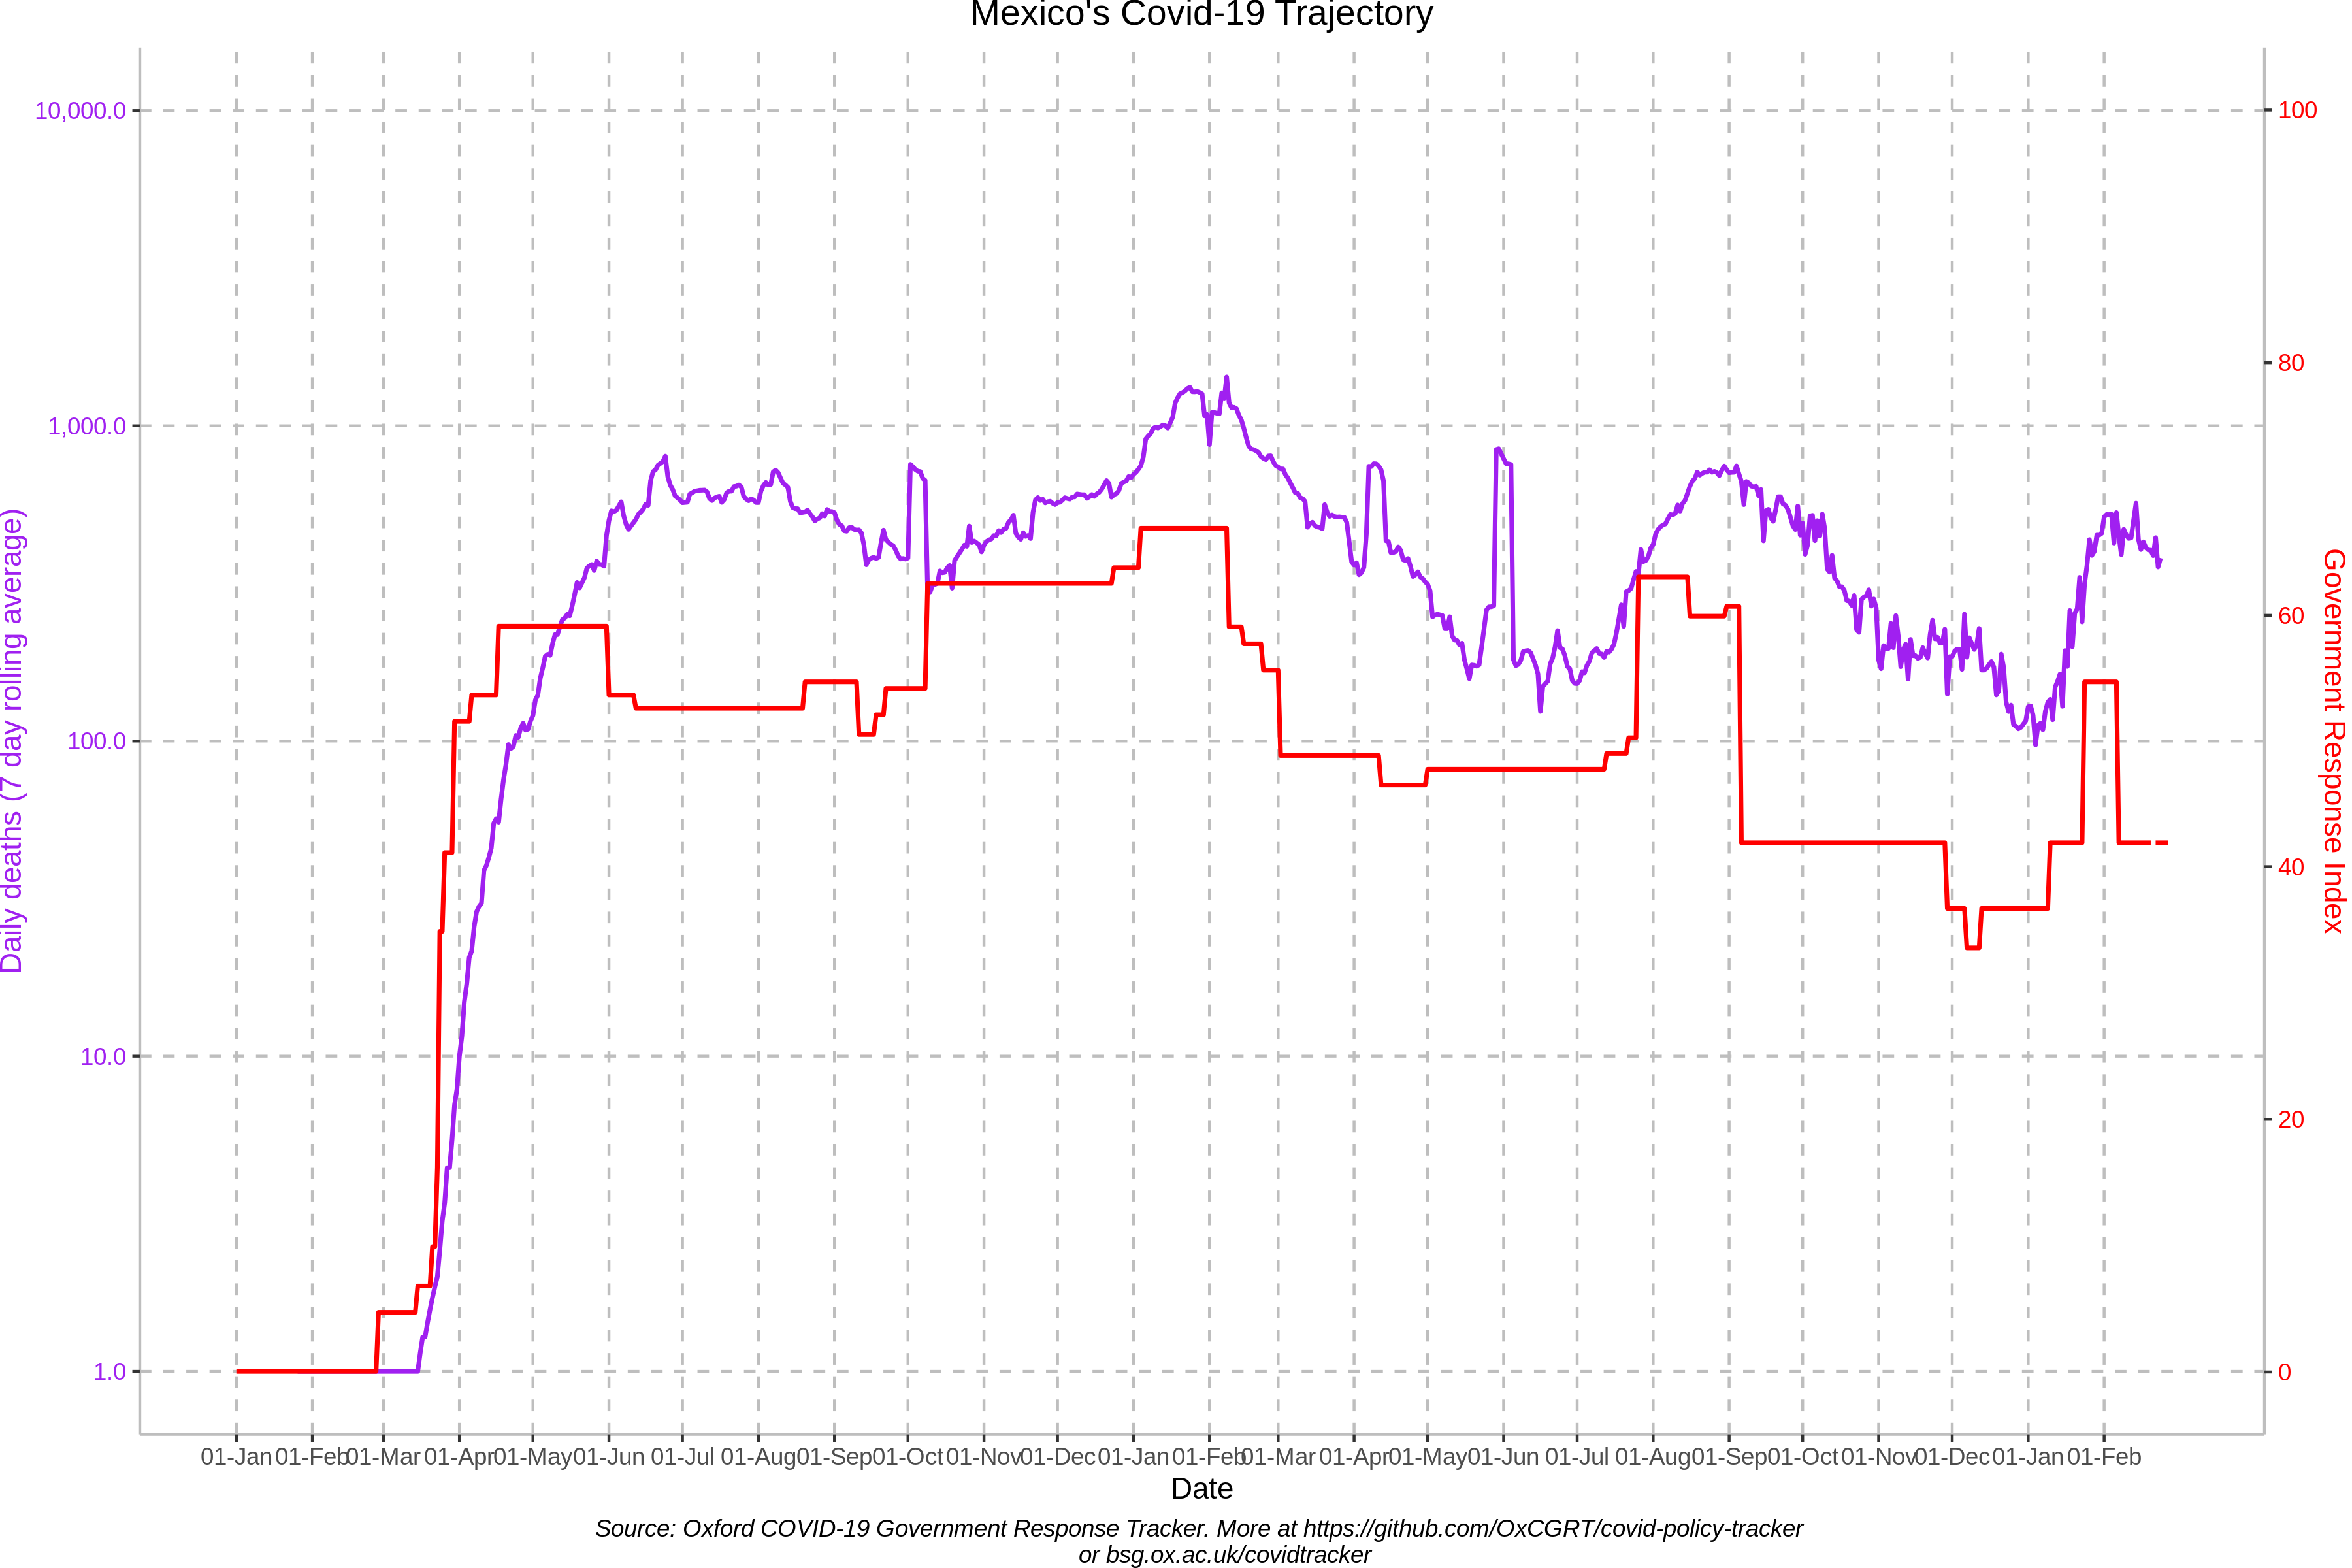 Mexico's Covid-19 Trajectory
Daily deaths (7 day rolling average)
10,000.0
1,000.0
100.0
10.0
1.0
100
80
60
40
20
0
Government Response Index
01-Jan 01-Feb 01-Mar 01-Apr 01-May 01-Jun 01-Jul 01-Aug 01-Sep 01-Oct 01-Nov 01-Dec 01-Jan 01-Feb 01-Mar 01-Apr 01-May 01-Jun 01-Jul 01-Aug 01-Sep 01-Oct 01-Nov 01-Dec 01-Jan 01-Feb
Date
Source: Oxford COVID-19 Government Response Tracker. More at https://github.com/OxCGRT/covid-policy-tracker
or bsg.ox.ac.uk/covidtracker